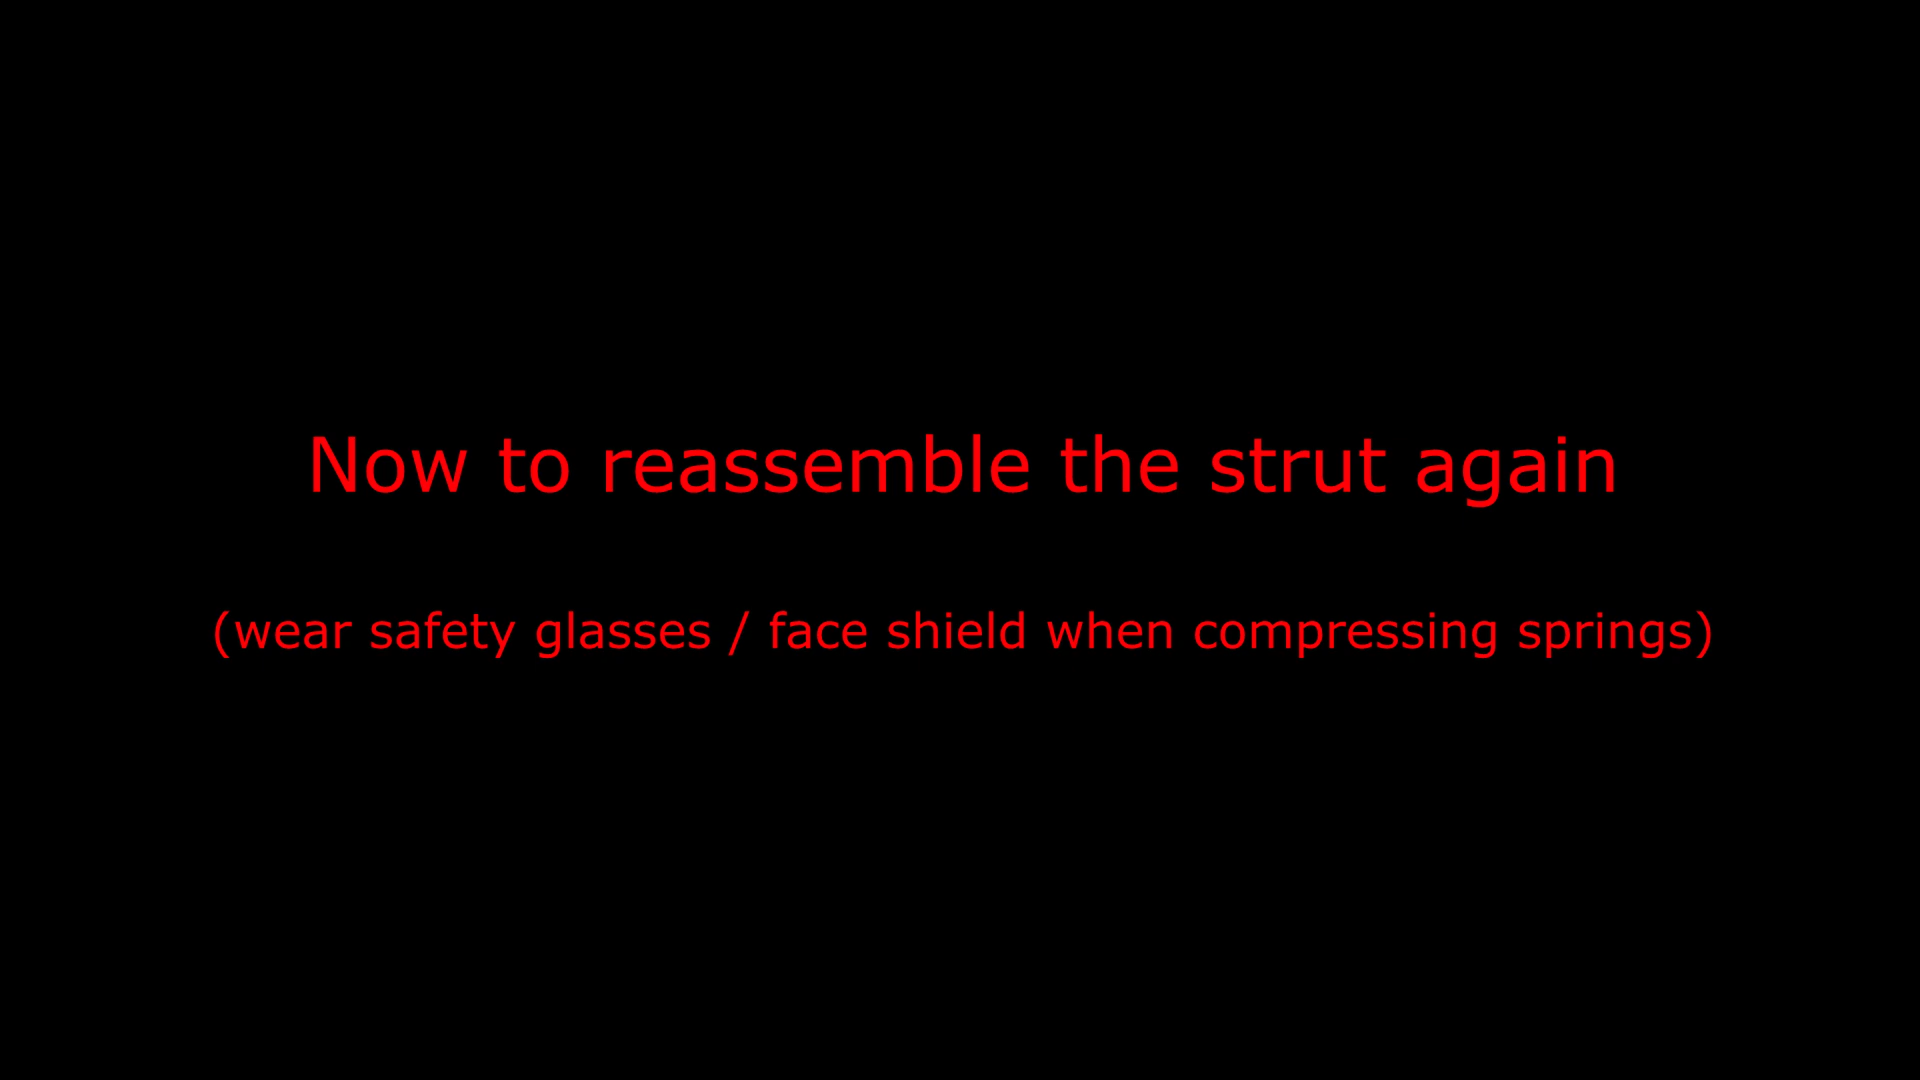 Now to reassemble the strut again
(wear safety glasses / face shield when compressing springs)